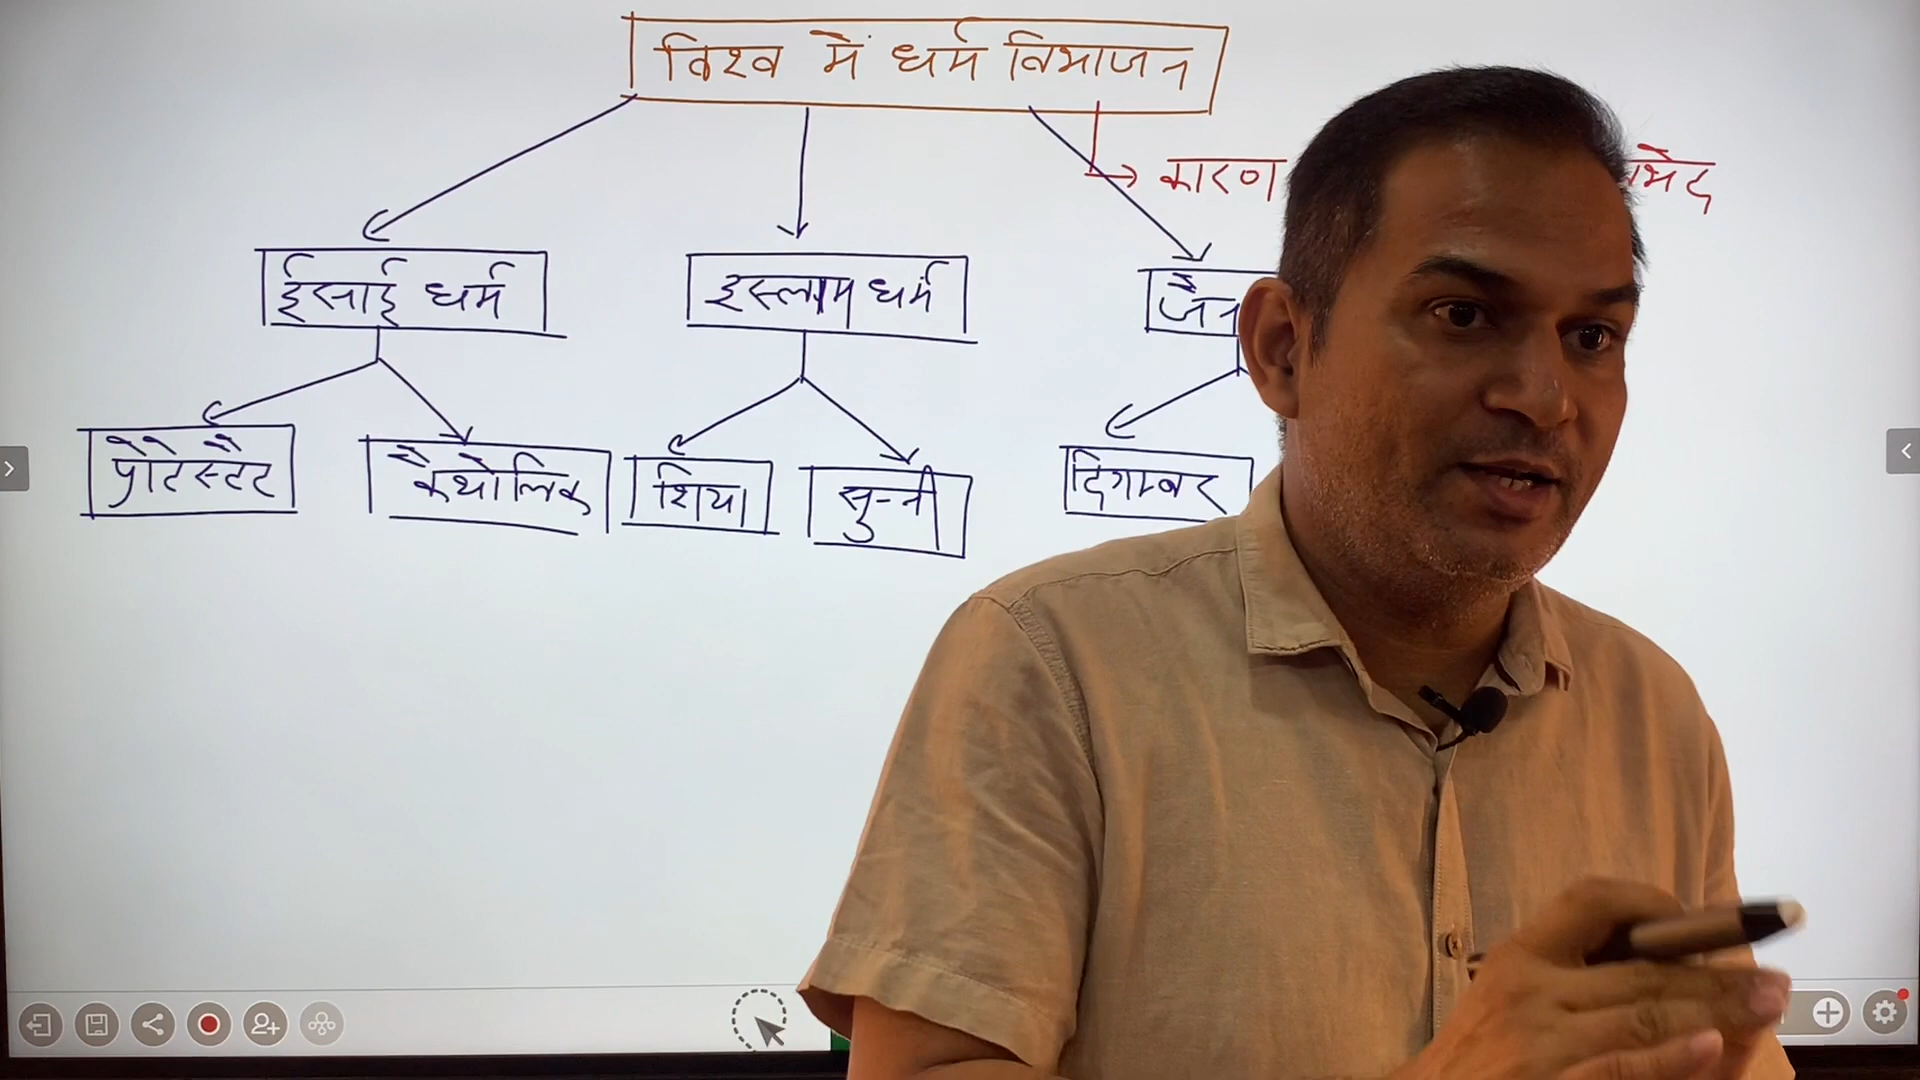 विश्व में धर्म विभाजन
कारण
ईसाई धर्म
इस्लाम धर्म
जैन
प्रोटेस्टेंट
कैथोलिक
शिया
सुन्नी
दिगम्बर